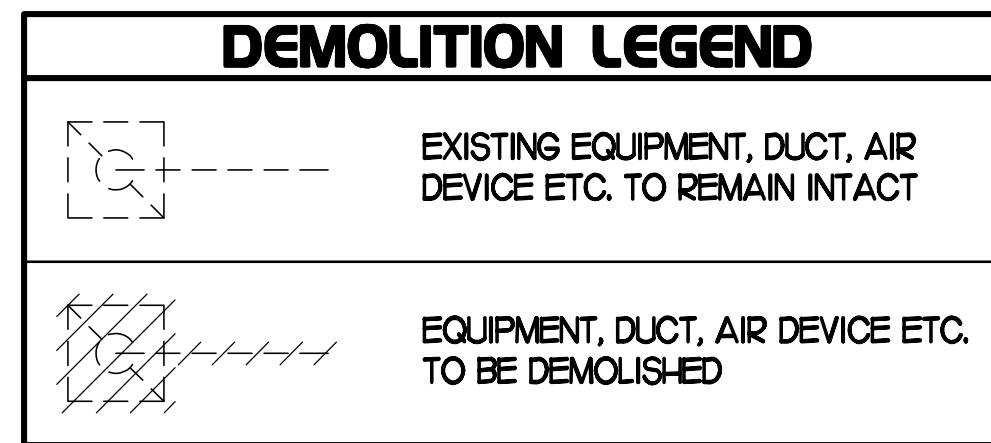 DEMOLITION LEGEND
EXISTING EQUIPMENT, DUCT, AIR
DEVICE ETC. TO REMAIN INTACT
EQUIPMENT, DUCT, AIR DEVICE ETC.
TO BE DEMOLISHED